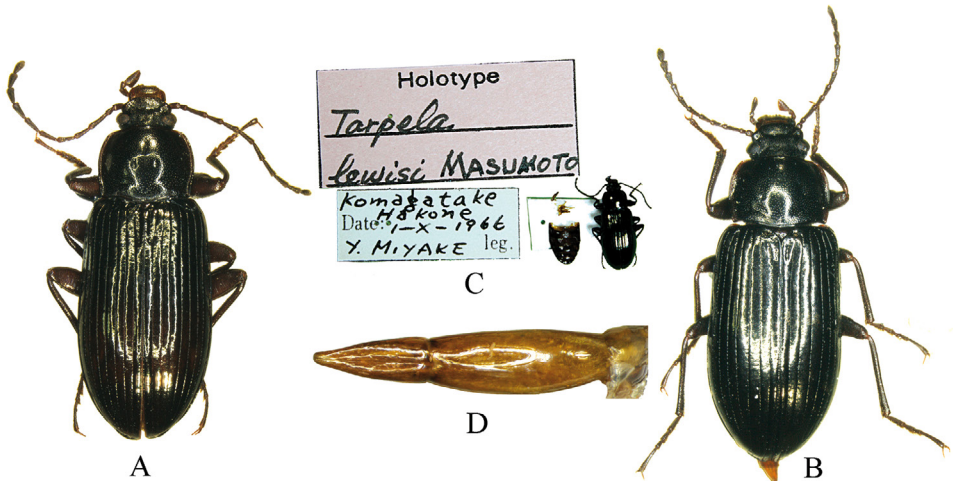 Holotype
Tarpela
lewisi MASUMOTO
Komagatake
Hakone
Date: 1-X-1966
Y. MIYAKE leg.
A
B
C
D